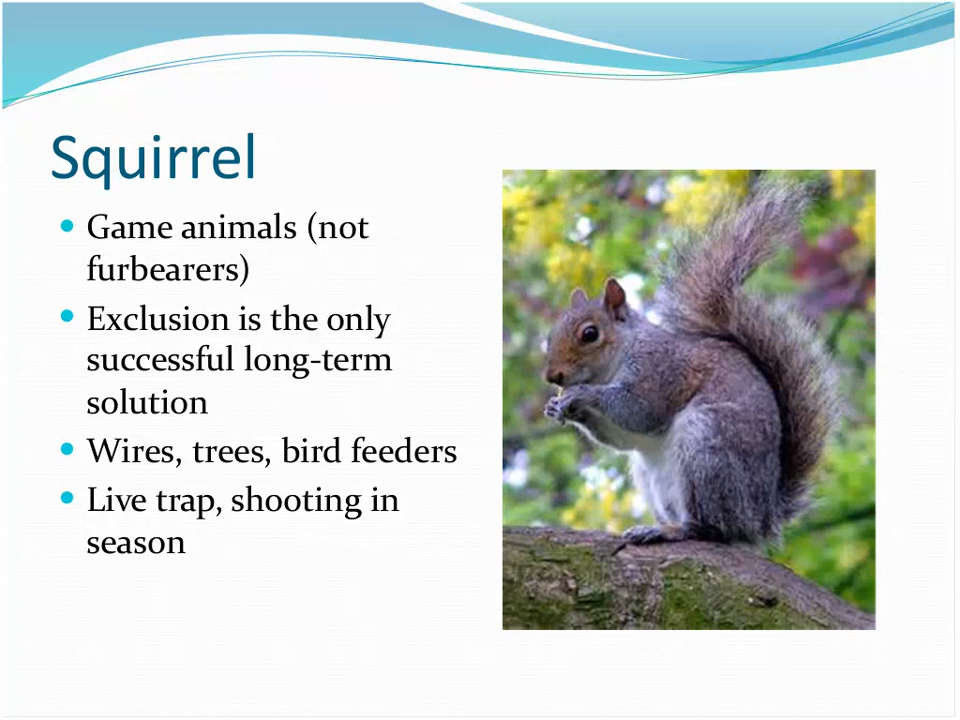 Squirrel
Game animals (not
furbearers)
Exclusion is the only
successful long-term
solution
Wires, trees, bird feeders
Live trap, shooting in
season